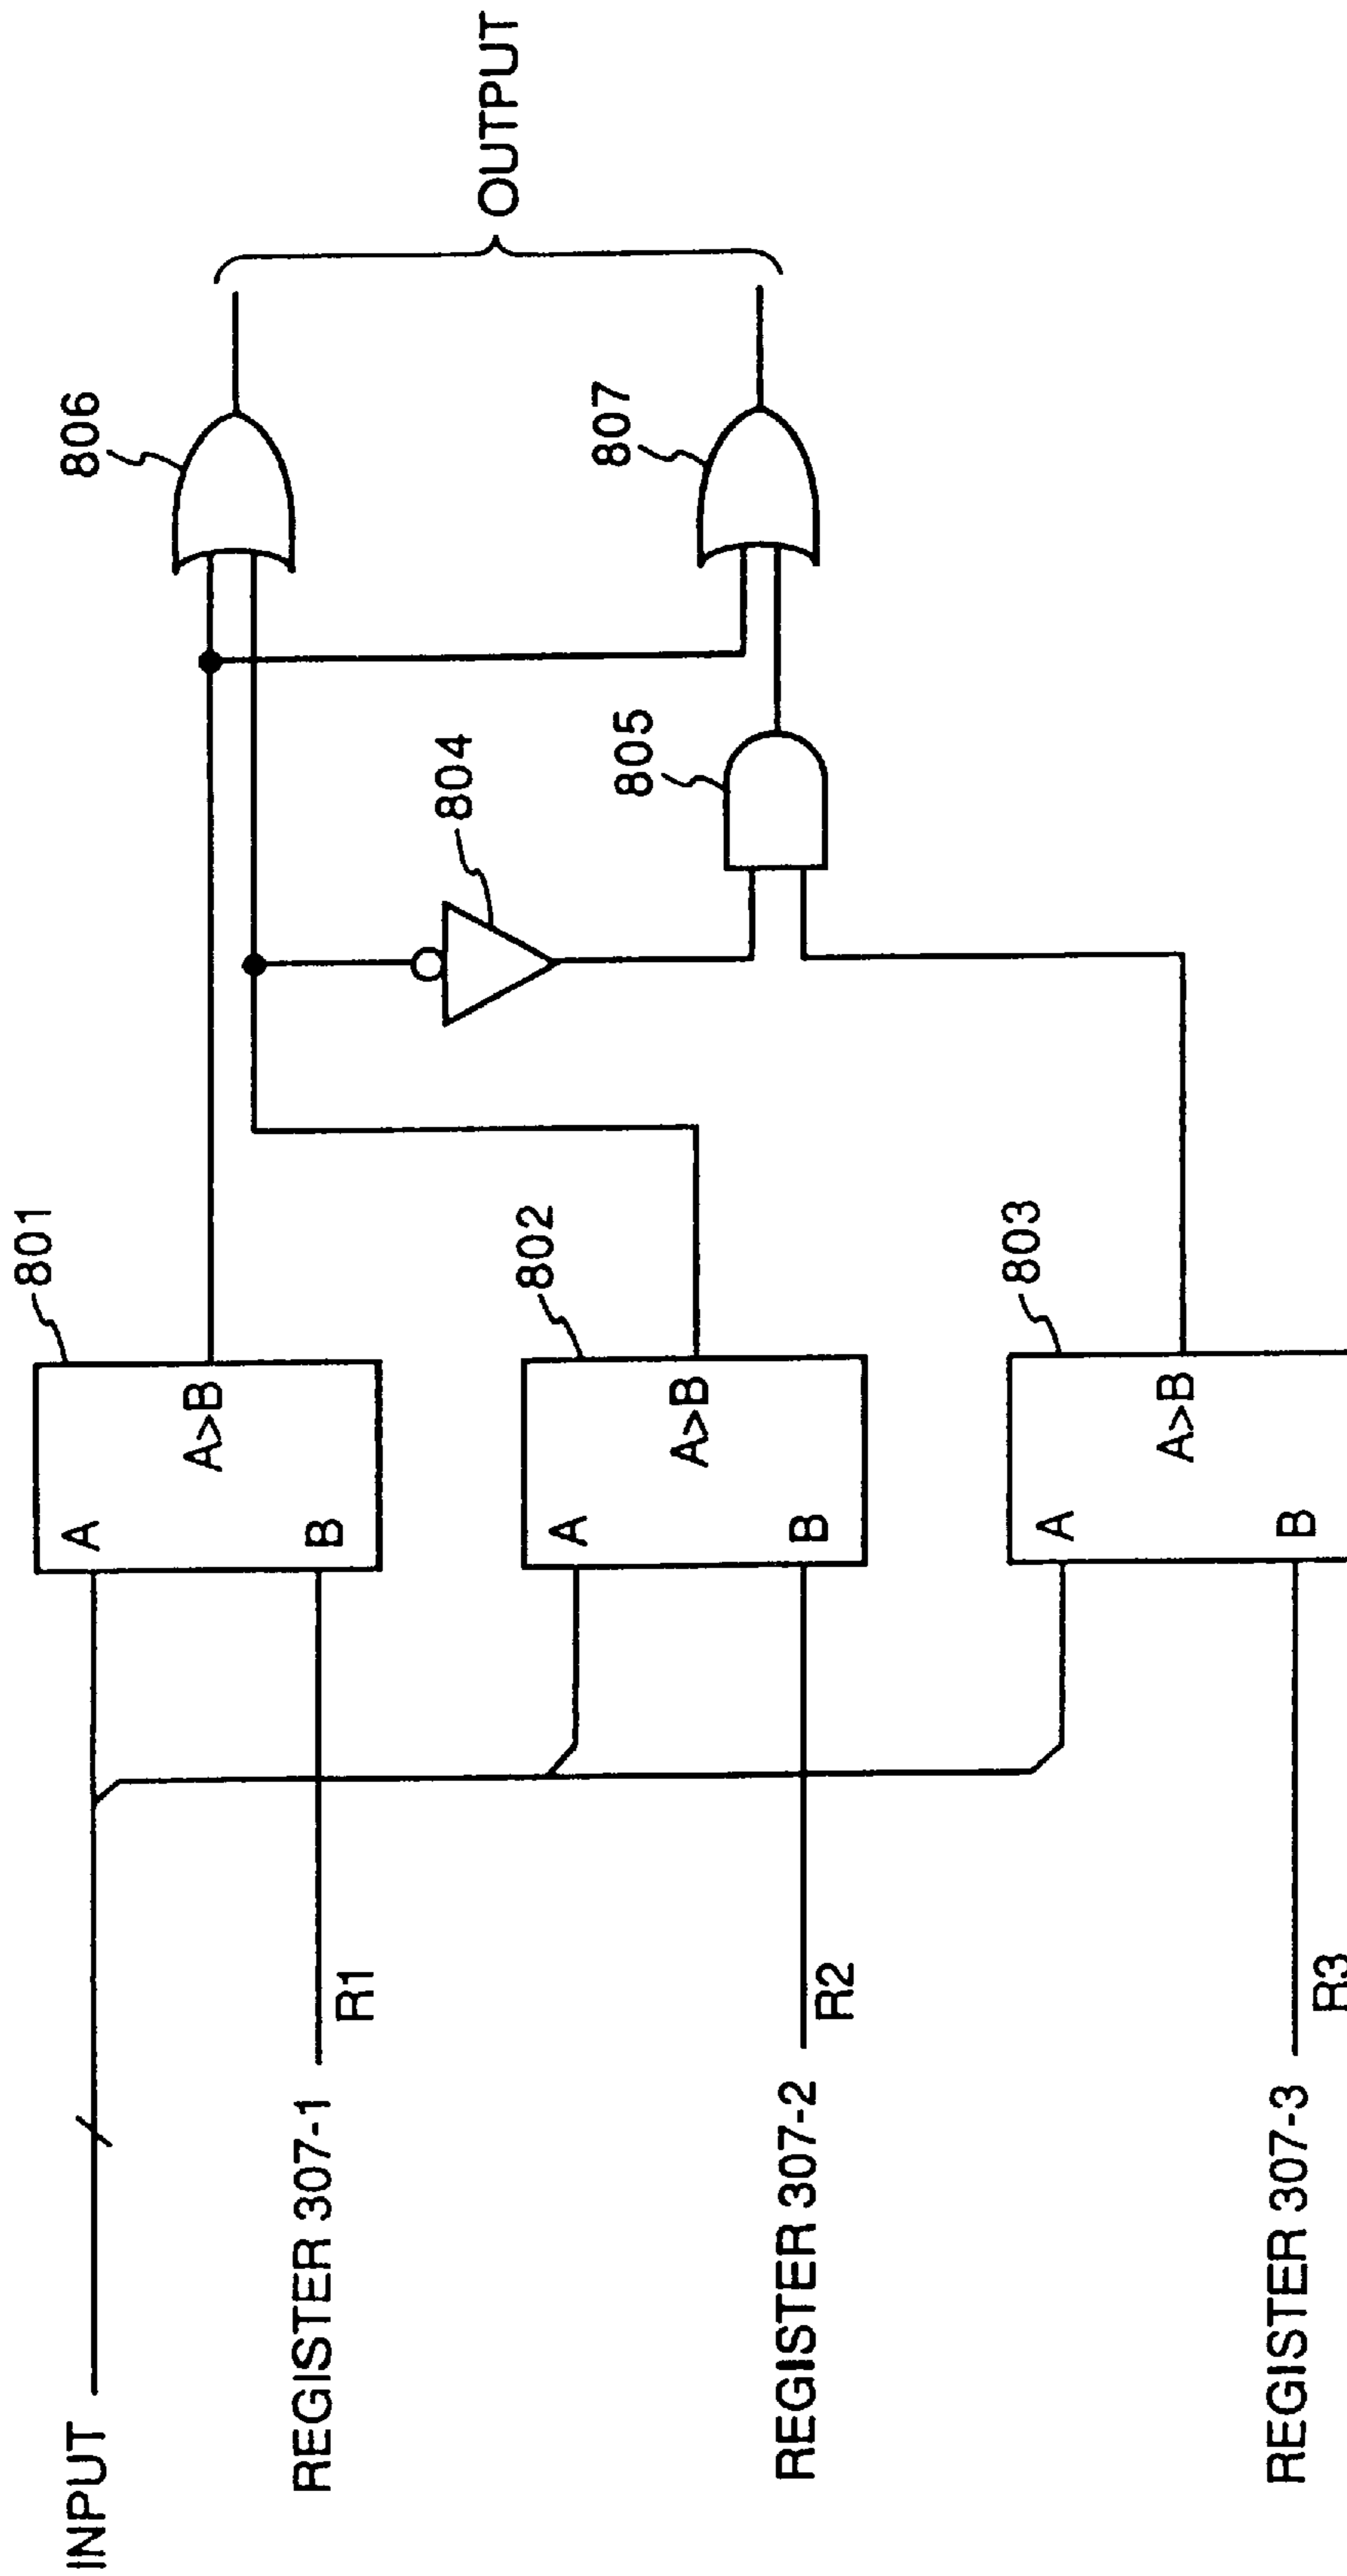 INPUT
REGISTER 307-1
R1
REGISTER 307-2
R2
REGISTER 307-3
R3
801
A
B
A>B
802
A
B
A>B
803
A
B
A>B
804
805
806
807
OUTPUT